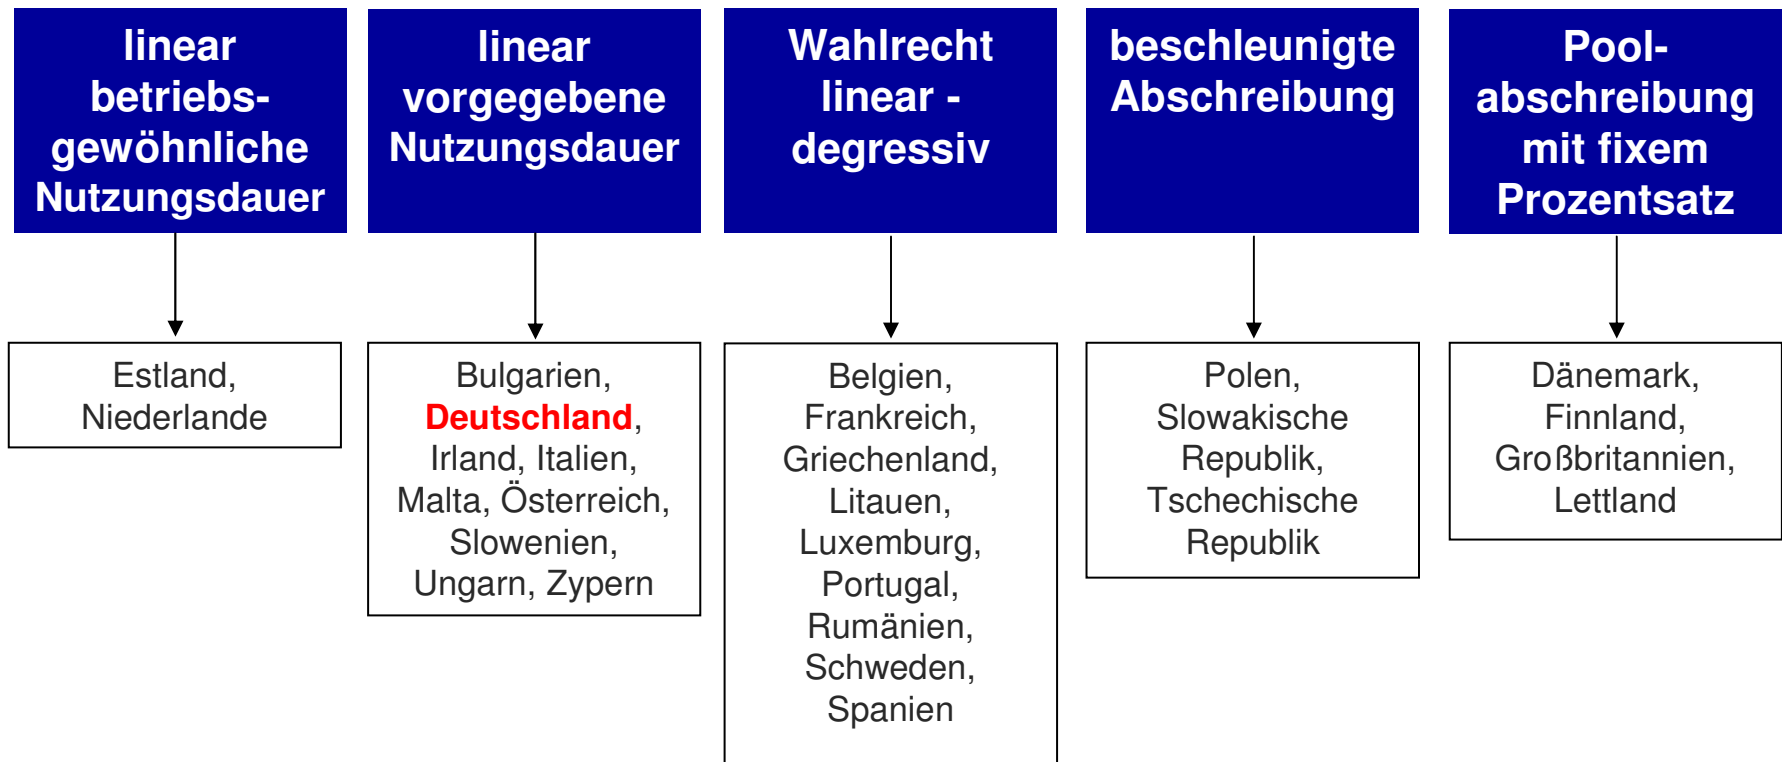 linear
betriebs-
gewöhnliche
Nutzungsdauer
linear
vorgegebene
Nutzungsdauer
Wahlrecht
linear -
degressiv
beschleunigte
Abschreibung
Pool-
abschreibung
mit fixem
Prozentsatz
Estland,
Niederlande
Bulgarien,
Deutschland,
Irland, Italien,
Malta, Österreich,
Slowenien,
Ungarn, Zypern
Belgien,
Frankreich,
Griechenland,
Litauen,
Luxemburg,
Portugal,
Rumänien,
Schweden,
Spanien
Polen,
Slowakische
Republik,
Tschechische
Republik
Dänemark,
Finnland,
Großbritannien,
Lettland